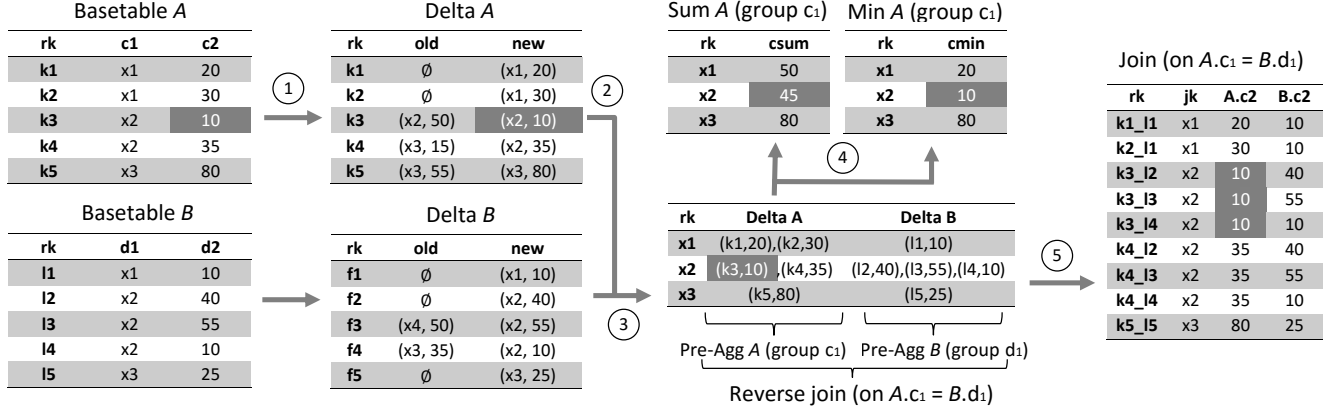 Basetable A
rk c1 c2
k1 x1 20
k2 x1 30
k3 x2 10
k4 x2 35
k5 x3 80
1
Delta A
rk old new
k1 ∅ (x1, 20)
k2 ∅ (x1, 30)
k3 (x2, 50) (x2, 10)
k4 (x3, 15) (x2, 35)
k5 (x3, 55) (x3, 80)
2
Sum A (group c₁)
rk csum
x1 50
x2 45
x3 80
Min A (group c₁)
rk cmin
x1 20
x2 10
x3 80
4
Basetable B
rk d1 d2
l1 x1 10
l2 x2 40
l3 x2 55
l4 x2 10
l5 x3 25
Delta B
rk old new
f1 ∅ (x1, 10)
f2 ∅ (x2, 40)
f3 (x4, 50) (x2, 55)
f4 (x3, 35) (x2, 10)
f5 ∅ (x3, 25)
3
rk Delta A Delta B
x1 (k1,20),(k2,30) (l1,10)
x2 (k3,10) ,(k4,35) (l2,40),(l3,55),(l4,10)
x3 (k5,80) (l5,25)
Pre-Agg A (group c₁) Pre-Agg B (group d₁)
Reverse join (on A.c₁ = B.d₁)
5
Join (on A.c₁ = B.d₁)
rk jk A.c2 B.c2
k1_l1 x1 20 10
k2_l1 x1 30 10
k3_l2 x2 10 40
k3_l3 x2 10 55
k3_l4 x2 10 10
k4_l2 x2 35 40
k4_l3 x2 35 55
k4_l4 x2 35 10
k5_l5 x3 80 25